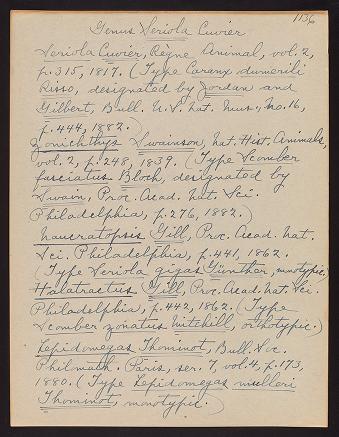 1136
Genus Seriola Cuvier
Seriola Cuvier, Règne Animal, vol. 2,
p. 315, 1817. (Type Caranx dumerili
Risso, designated by Jordan and
Gilbert, Bull. U.S. Nat. Mus., no. 16,
p. 444, 1882.)
Zonichthys Swainson, Nat. Hist. Animals,
vol. 2, p. 248, 1839. (Type Scomber
fasciatus Bloch, designated by
Swain, Proc. Acad. Nat. Sci.
Philadelphia, p. 276, 1882.)
Naucratopsis Gill, Proc. Acad. Nat.
Sci. Philadelphia, p. 441, 1862.
(Type Seriola gigas Günther, monotypic.)
Halatractus Gill, Proc. Acad. Nat. Sci.
Philadelphia, p. 442, 1862. (Type
Scomber zonatus Mitchill, orthotypic.)
Lepidomegas Thominot, Bull. Soc.
Philomath. Paris, ser. 7, vol. 4, p. 173,
1880. (Type Lepidomegas mulleri
Thominot, monotypic.)